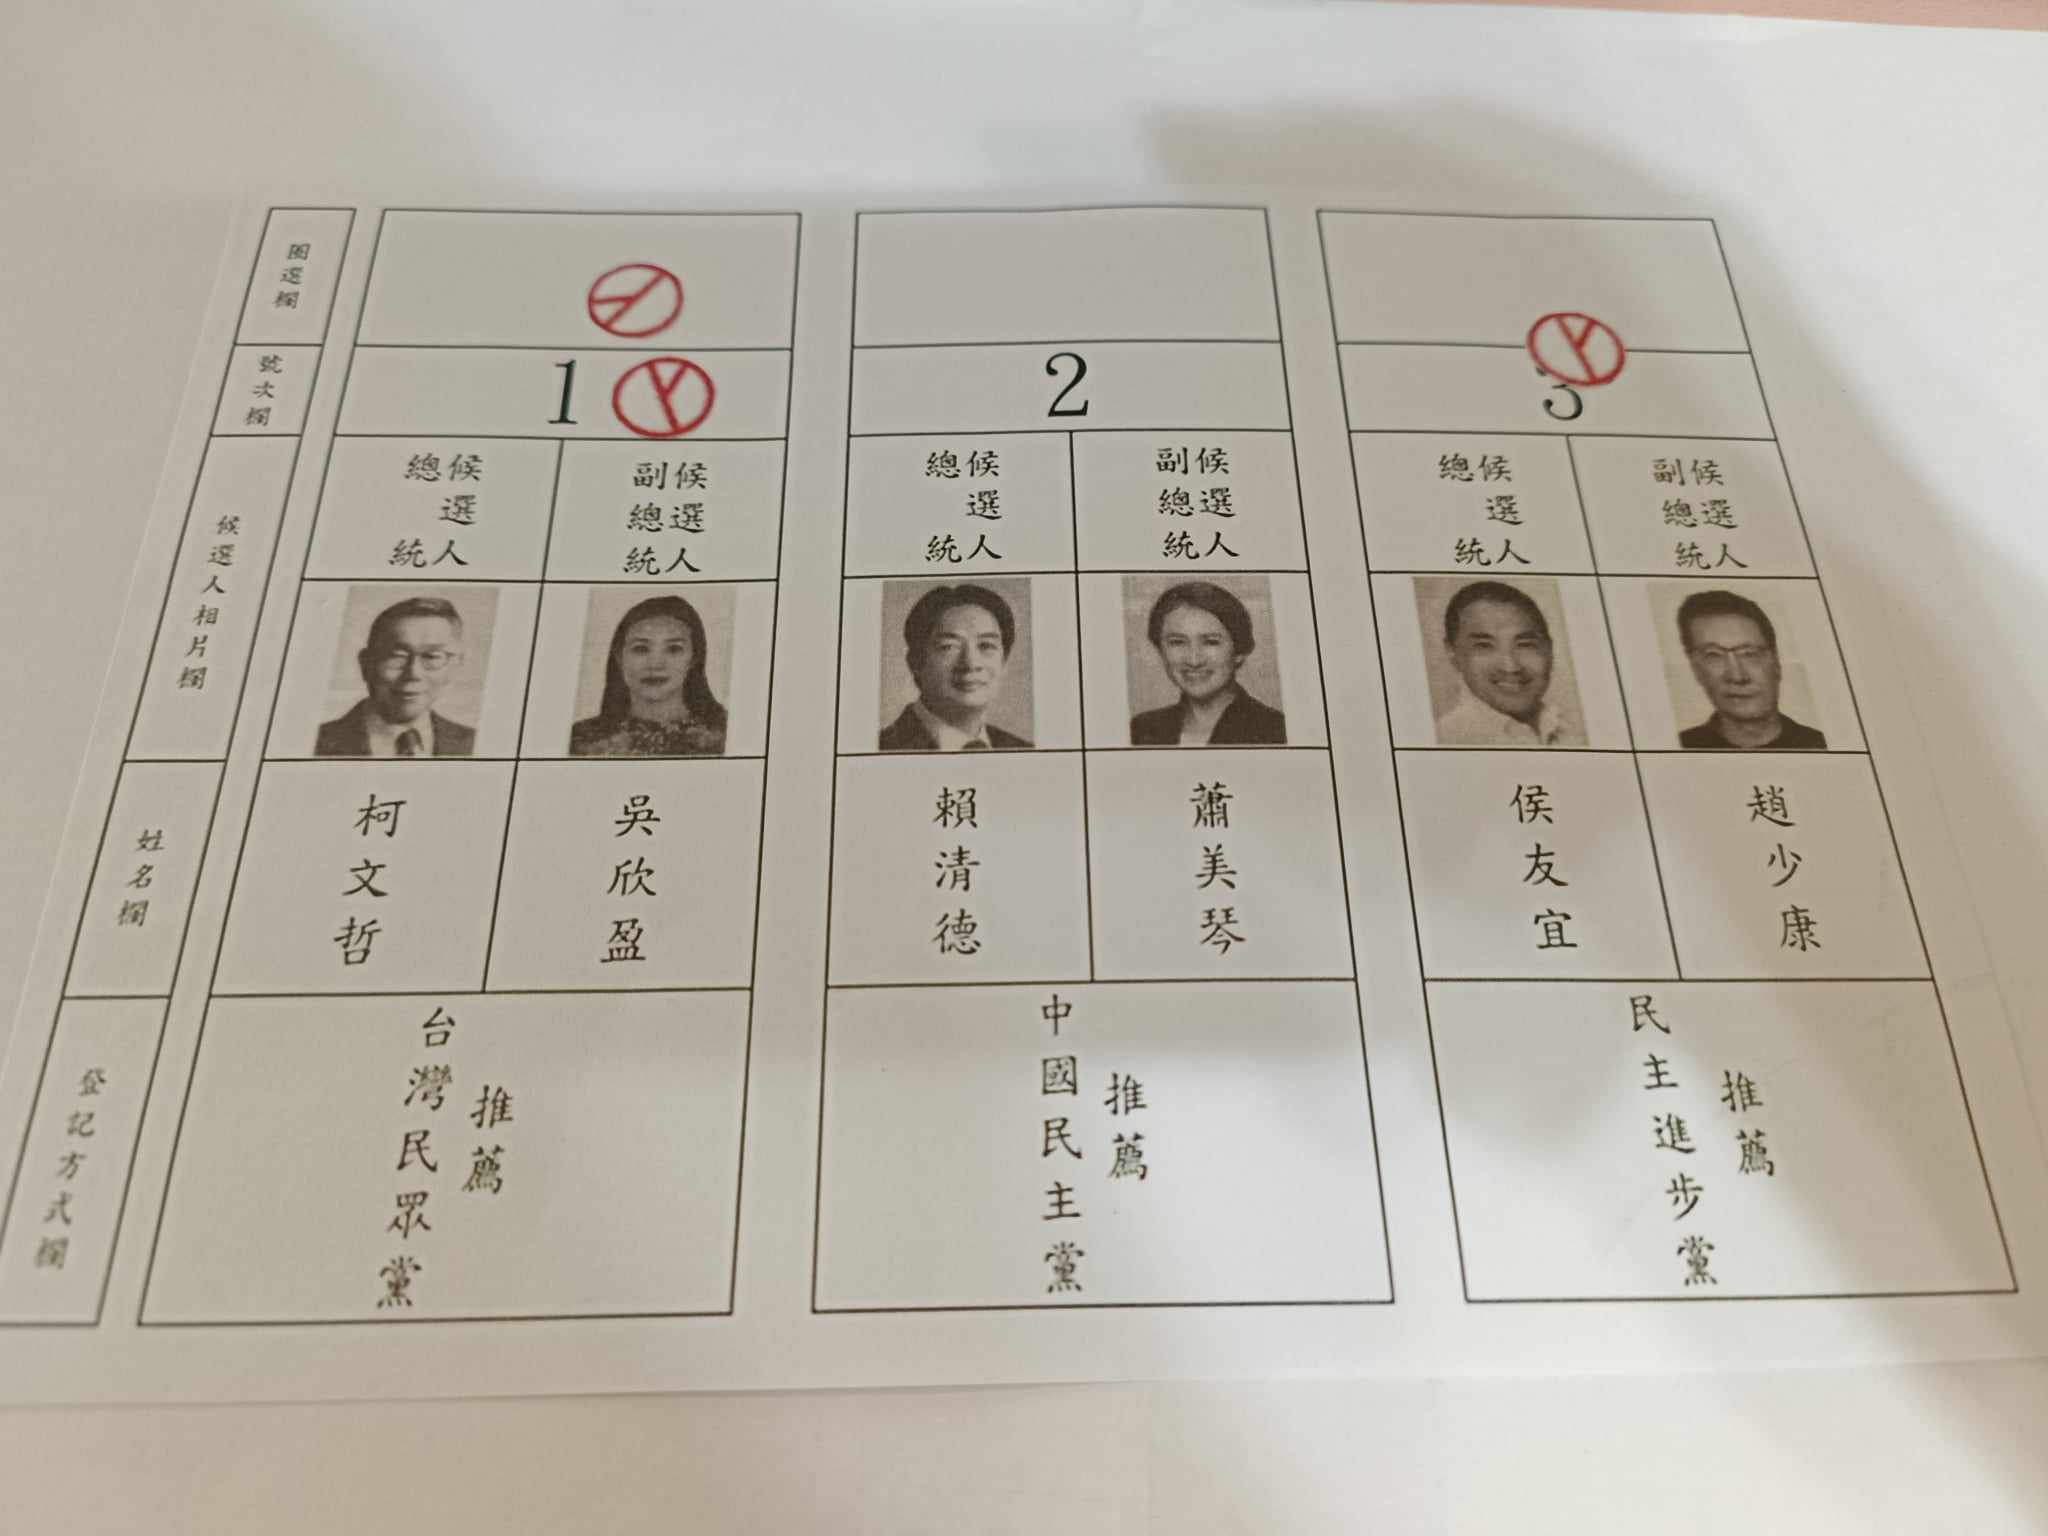 圈選欄
號次欄
1
2
3
候選人相片欄
候選人
總統
候選人
副總統
候選人
總統
候選人
副總統
候選人
總統
候選人
副總統
姓名欄
柯文哲
吳欣盈
賴清德
蕭美琴
侯友宜
趙少康
登記方式欄
台灣民眾黨
推薦
中國民主黨
推薦
民主進步黨
推薦